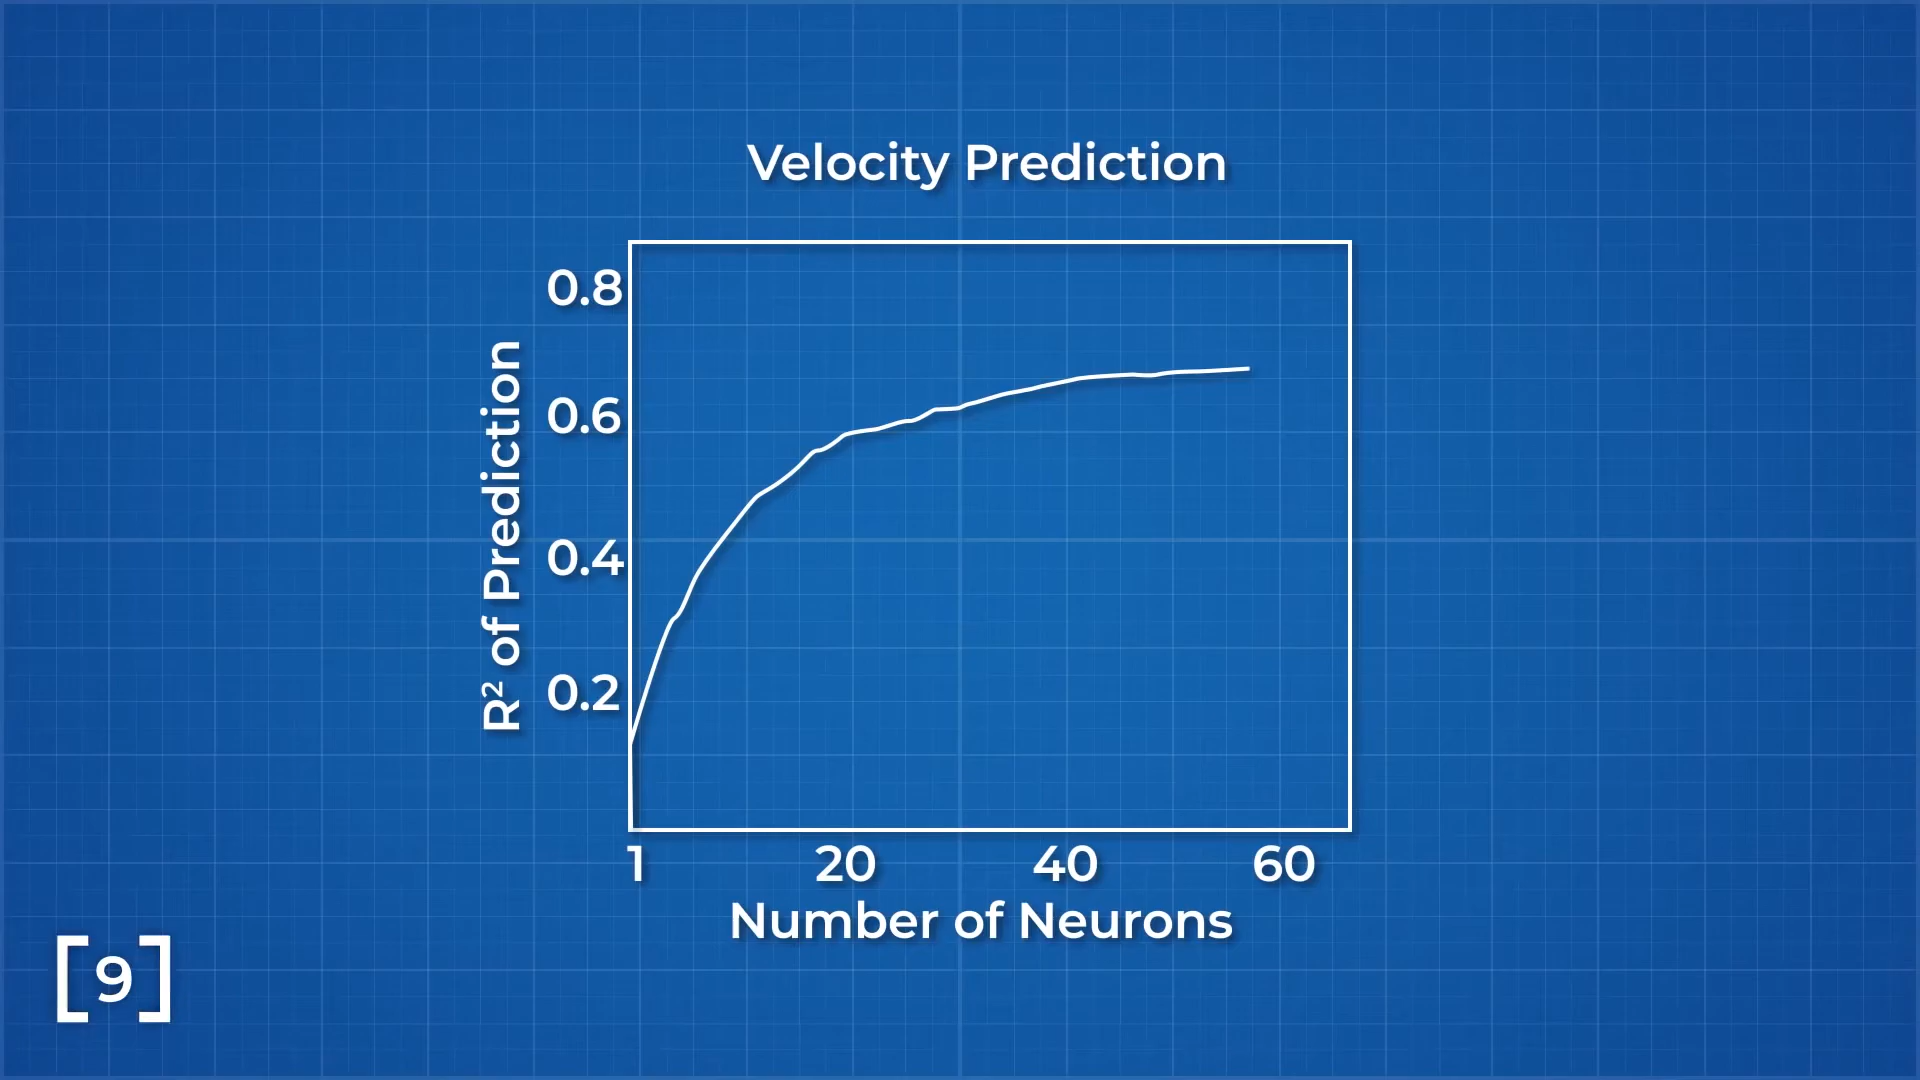 Velocity Prediction
R² of Prediction
0.8
0.6
0.4
0.2
1 20 40 60
Number of Neurons
[9]